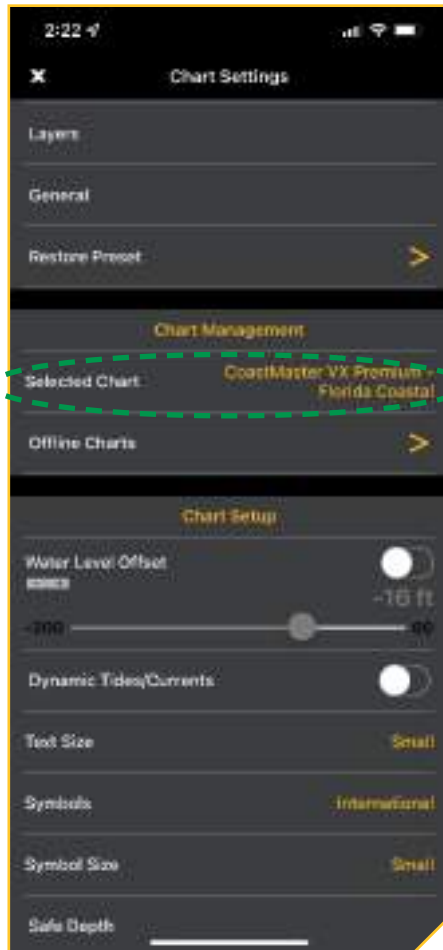 2:22
Chart Settings
Layers
General
Restore Preset
Chart Management
Selected Chart
CoastMaster VX Premium -
Florida Coastal
Offline Charts
Chart Setup
Water Level Offset
-16 ft
Dynamic Tides/Currents
Text Size
Small
Symbols
International
Symbol Size
Small
Safe Depth